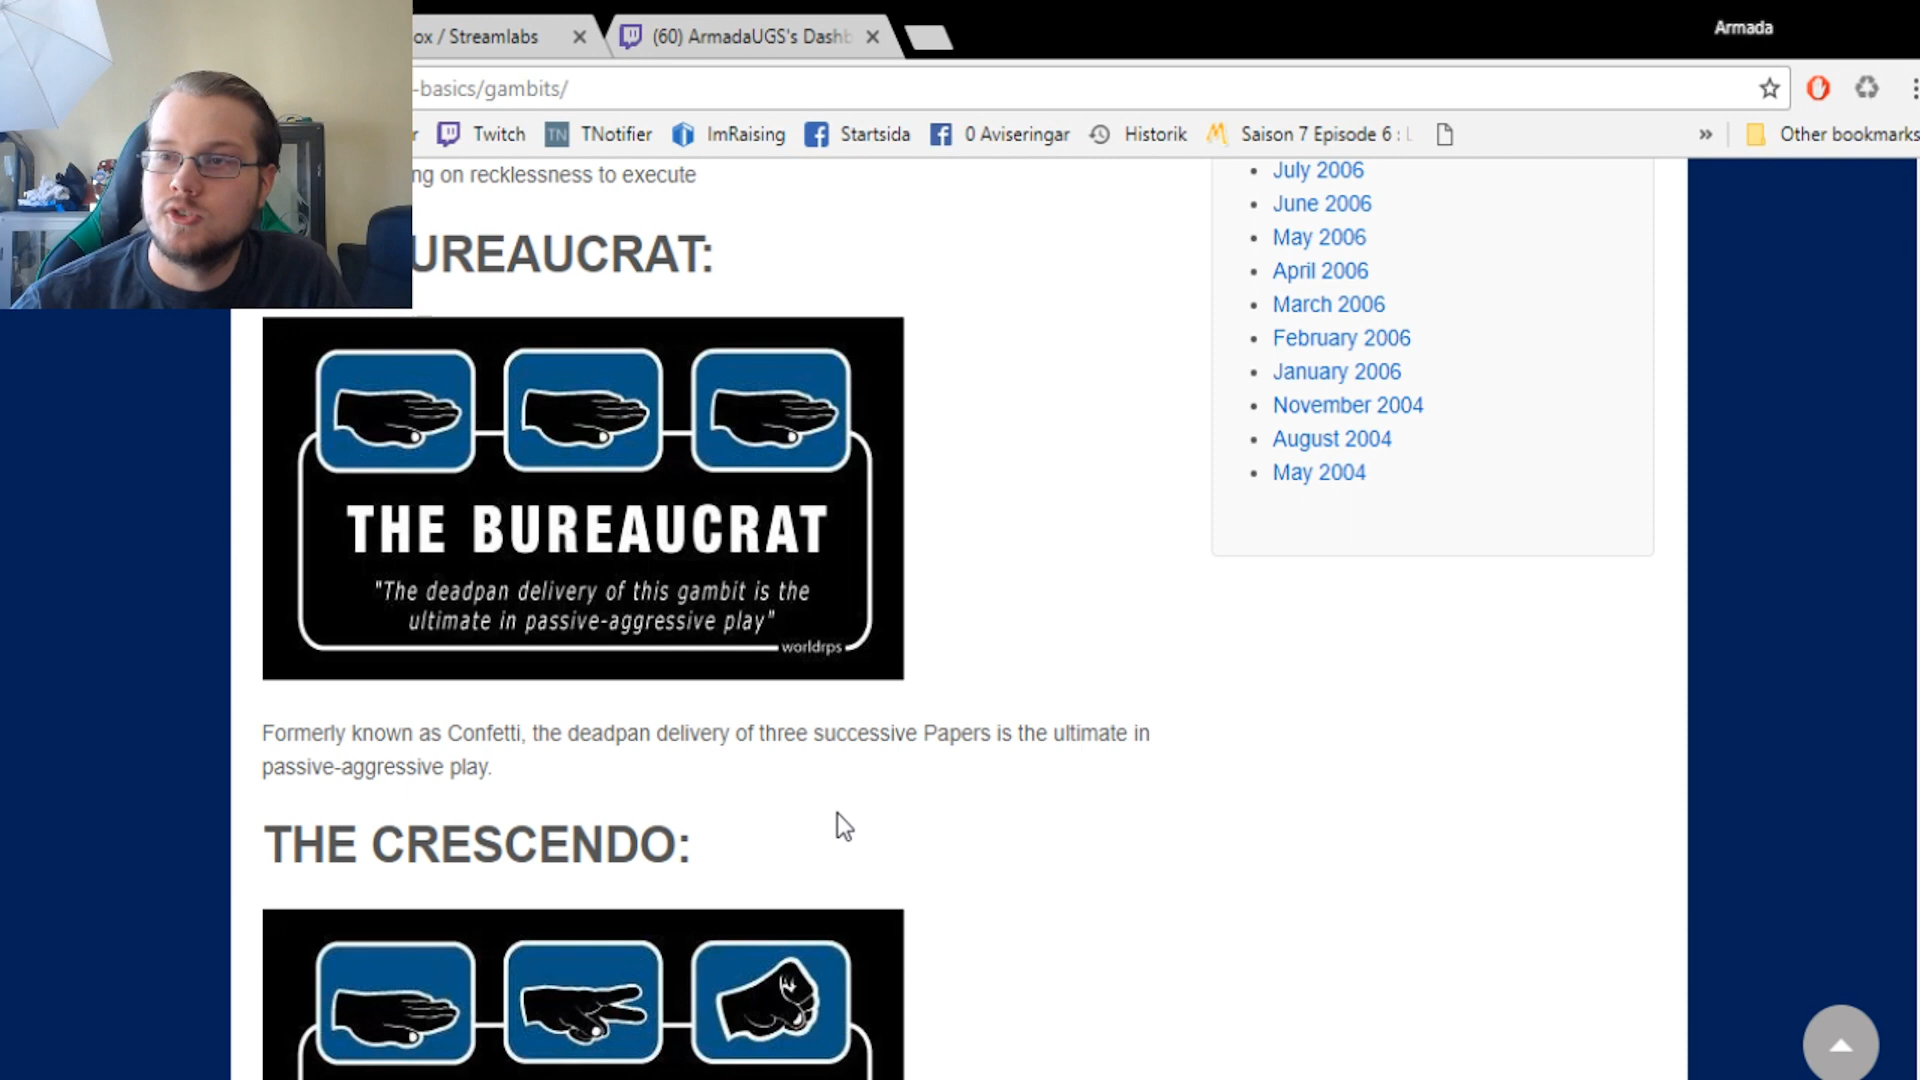 Armada
ox / Streamlabs
(60) ArmadaUGS's Dashb
-basics/gambits/
r
Twitch
TN
TNotifier
ImRaising
Startsida
0 Aviseringar
Historik
Saison 7 Episode 6 : L
»
Other bookmarks
ng on recklessness to execute
UREAUCRAT:
THE BUREAUCRAT
"The deadpan delivery of this gambit is the
ultimate in passive-aggressive play"
worldrps
Formerly known as Confetti, the deadpan delivery of three successive Papers is the ultimate in
passive-aggressive play.
THE CRESCENDO:
July 2006
June 2006
May 2006
April 2006
March 2006
February 2006
January 2006
November 2004
August 2004
May 2004